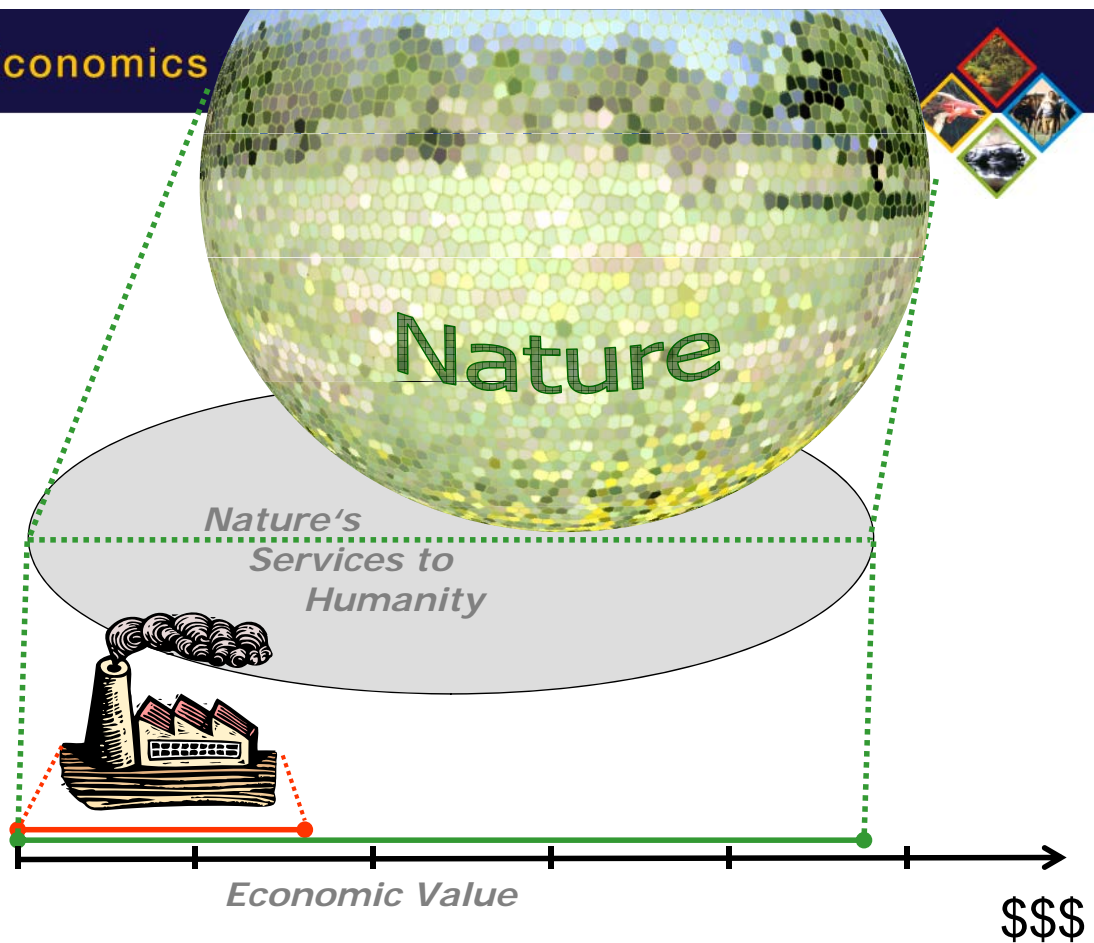 conomics
Nature
Nature‘s
Services to
Humanity
Economic Value
$$$